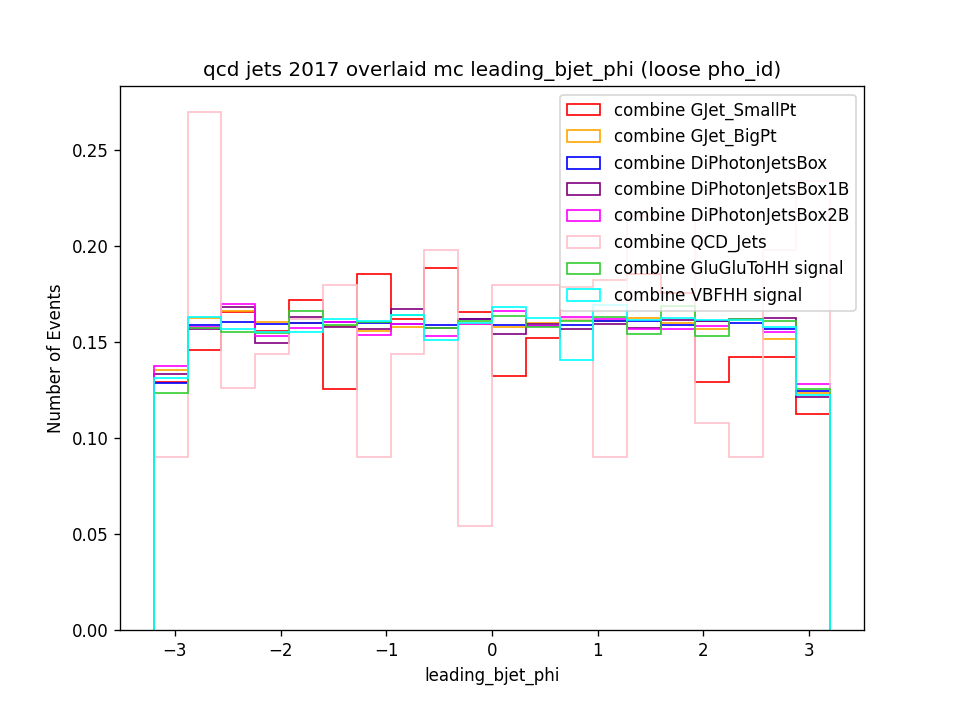 qcd jets 2017 overlaid mc leading_bjet_phi (loose pho_id)
combine GJet_SmallPt
combine GJet_BigPt
combine DiPhotonJetsBox
combine DiPhotonJetsBox1B
combine DiPhotonJetsBox2B
combine QCD_Jets
combine GluGluToHH signal
combine VBFHH signal
Number of Events
0.25
0.20
0.15
0.10
0.05
0.00
−3 −2 −1 0 1 2 3
leading_bjet_phi